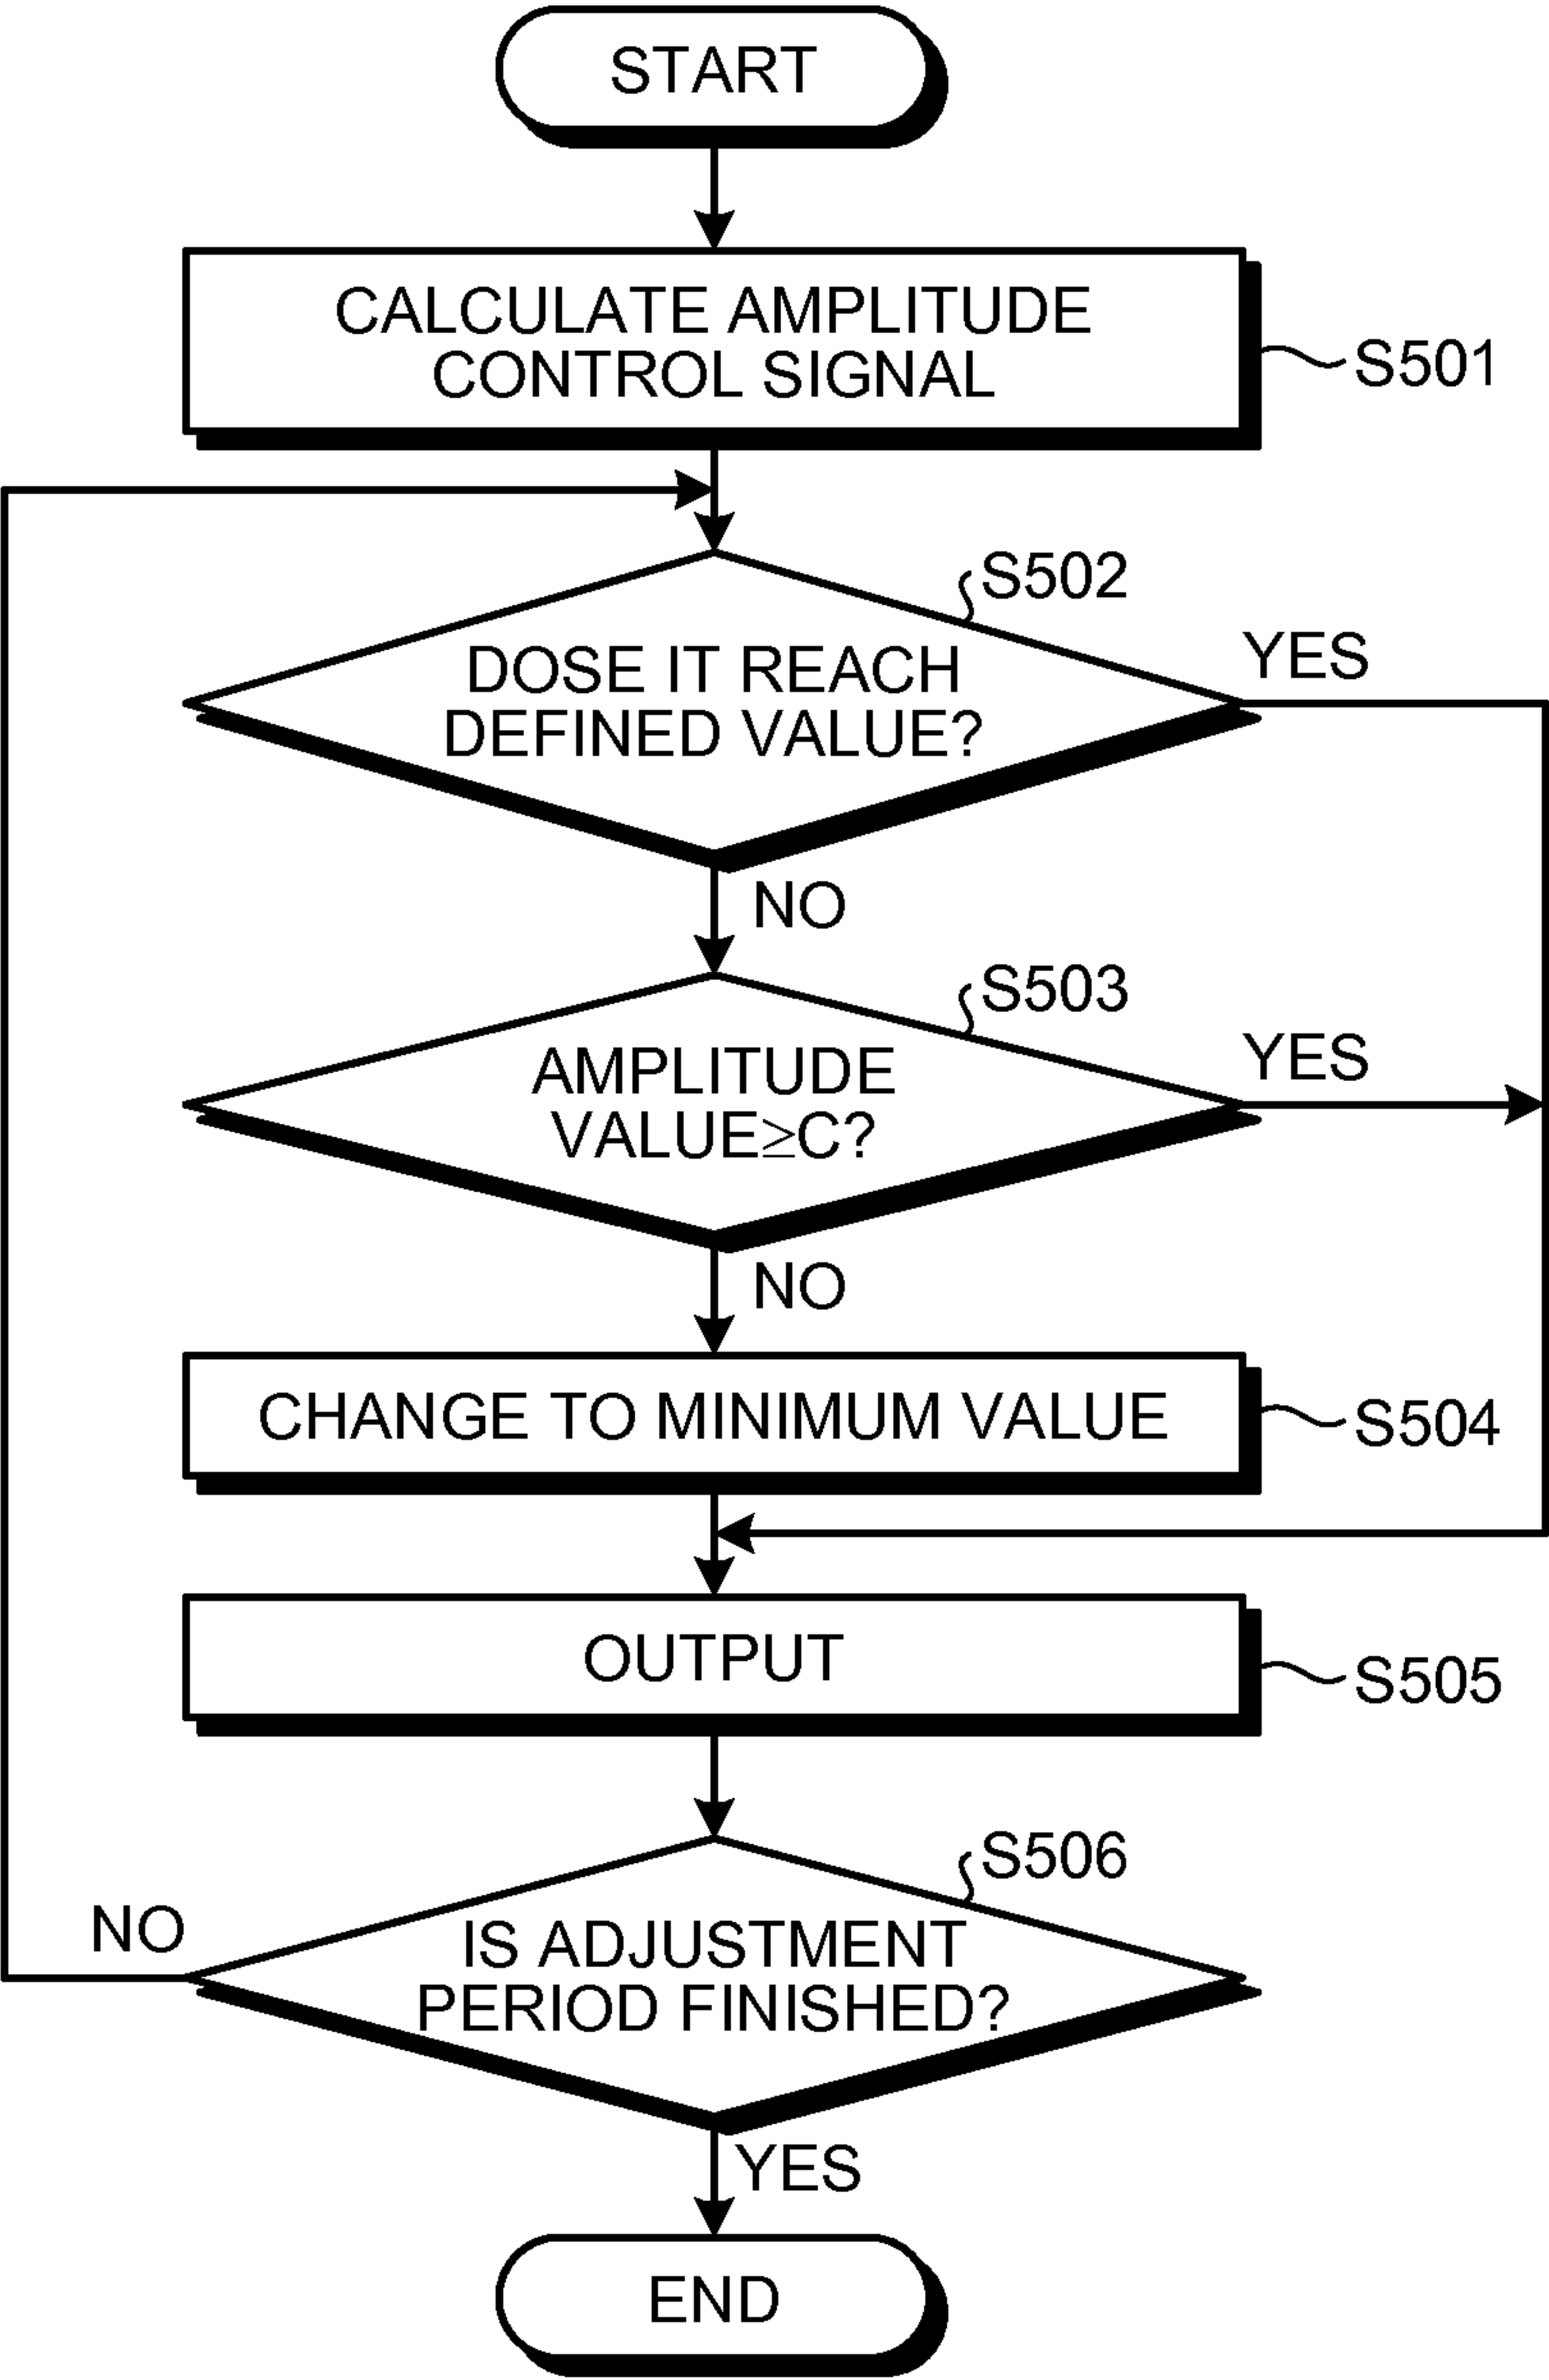 START
CALCULATE AMPLITUDE
CONTROL SIGNAL
S501
S502
DOSE IT REACH
DEFINED VALUE?
YES
NO
S503
AMPLITUDE
VALUE≥C?
YES
NO
CHANGE TO MINIMUM VALUE
S504
OUTPUT
S505
S506
IS ADJUSTMENT
PERIOD FINISHED?
NO
YES
END